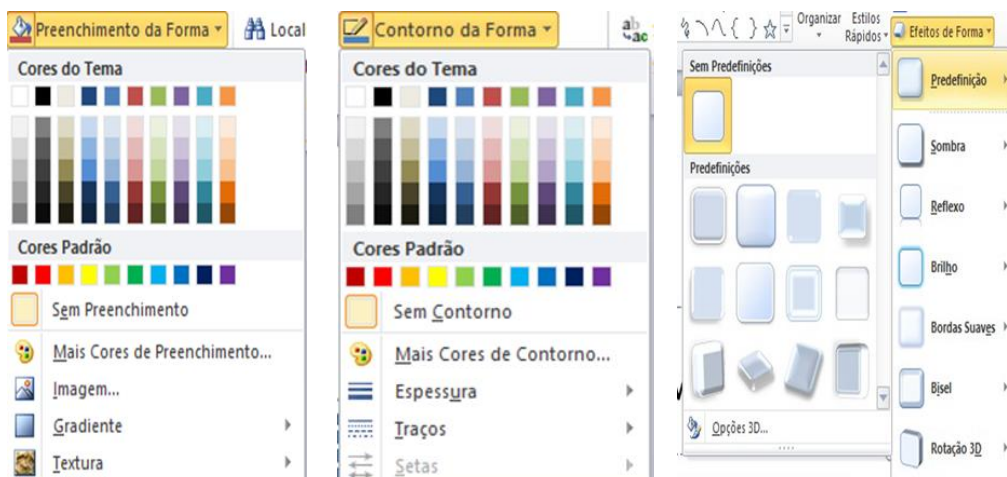 Preenchimento da Forma
Local
Cores do Tema
Cores Padrão
Sem Preenchimento
Mais Cores de Preenchimento...
Imagem...
Gradiente
Textura
Contorno da Forma
ab
ac
Cores do Tema
Cores Padrão
Sem Contorno
Mais Cores de Contorno...
Espessura
Traços
Setas
Organizar
Estilos
Rápidos
Efeitos de Forma
Sem Predefinições
Predefinições
Opções 3D...
Predefinição
Sombra
Reflexo
Brilho
Bordas Suaves
Bisel
Rotação 3D